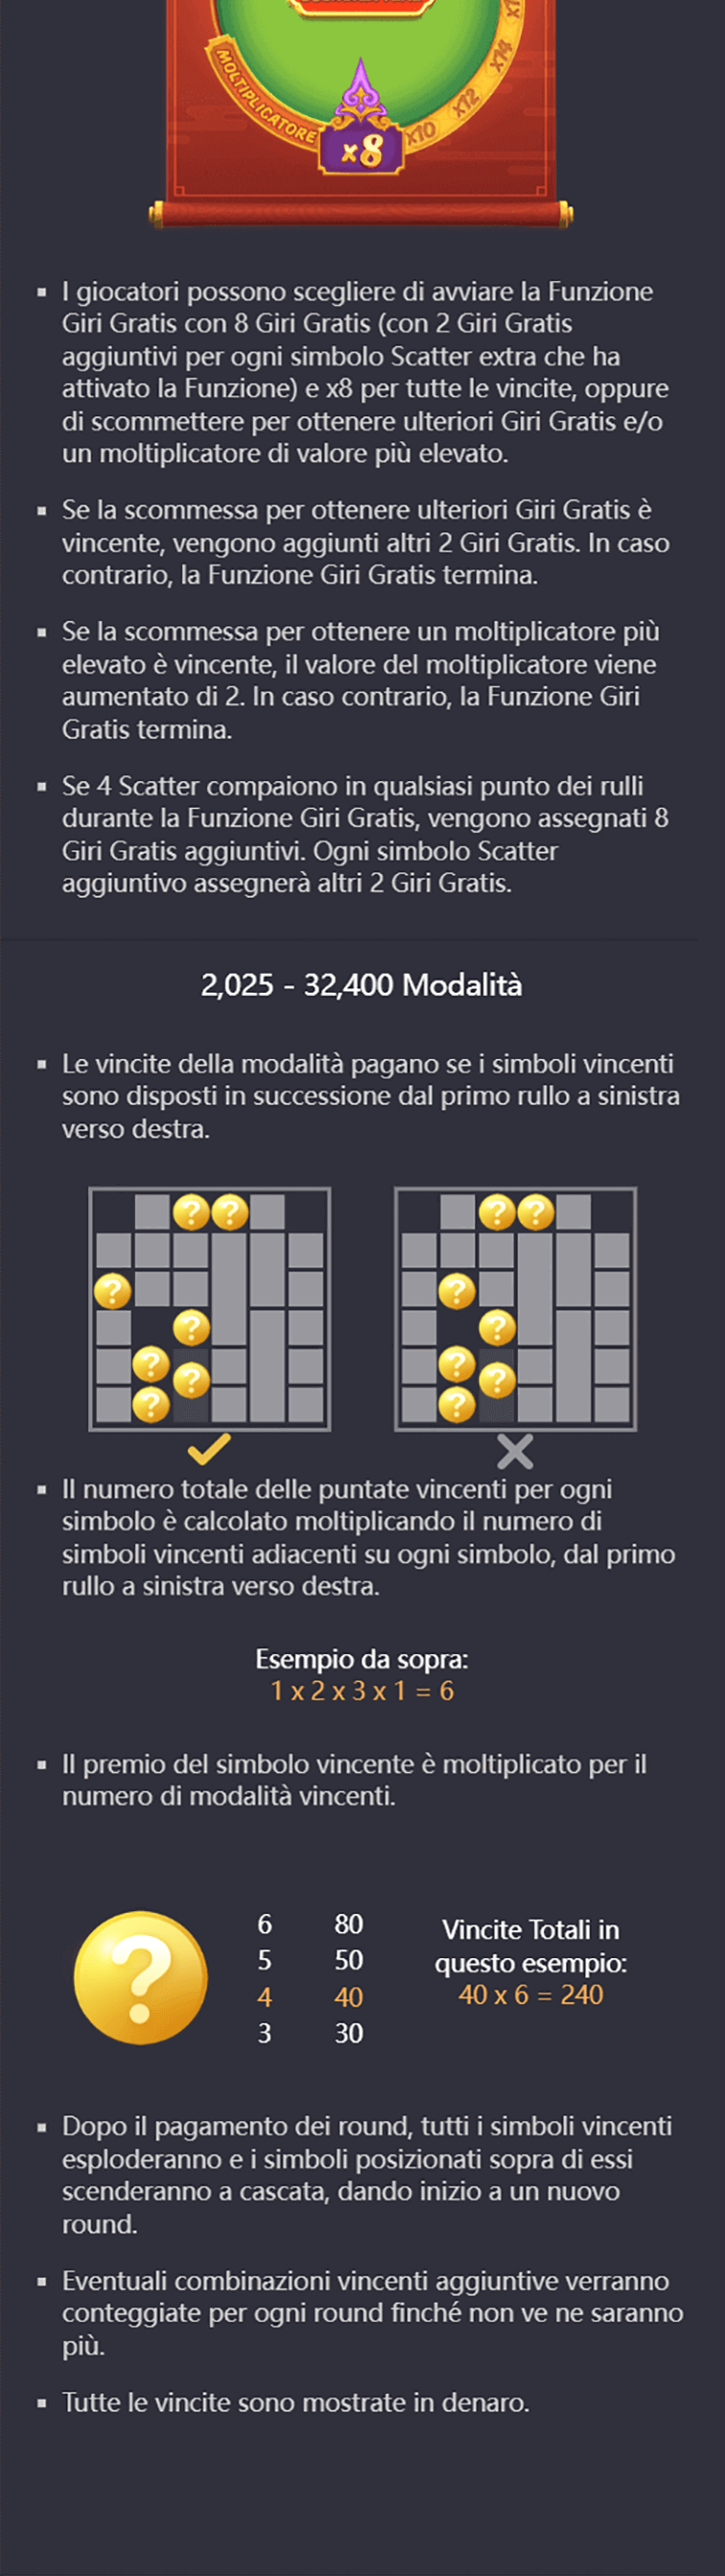 MOLTIPLICATORE
x8
x10
x12
x14
▪ I giocatori possono scegliere di avviare la Funzione
Giri Gratis con 8 Giri Gratis (con 2 Giri Gratis
aggiuntivi per ogni simbolo Scatter extra che ha
attivato la Funzione) e x8 per tutte le vincite, oppure
di scommettere per ottenere ulteriori Giri Gratis e/o
un moltiplicatore di valore più elevato.
▪ Se la scommessa per ottenere ulteriori Giri Gratis è
vincente, vengono aggiunti altri 2 Giri Gratis. In caso
contrario, la Funzione Giri Gratis termina.
▪ Se la scommessa per ottenere un moltiplicatore più
elevato è vincente, il valore del moltiplicatore viene
aumentato di 2. In caso contrario, la Funzione Giri
Gratis termina.
▪ Se 4 Scatter compaiono in qualsiasi punto dei rulli
durante la Funzione Giri Gratis, vengono assegnati 8
Giri Gratis aggiuntivi. Ogni simbolo Scatter
aggiuntivo assegnerà altri 2 Giri Gratis.
2,025 - 32,400 Modalità
▪ Le vincite della modalità pagano se i simboli vincenti
sono disposti in successione dal primo rullo a sinistra
verso destra.
? ? ? ?
? ?
? ?
? ? ? ?
? ? ? ?
▪ Il numero totale delle puntate vincenti per ogni
simbolo è calcolato moltiplicando il numero di
simboli vincenti adiacenti su ogni simbolo, dal primo
rullo a sinistra verso destra.
Esempio da sopra:
1 x 2 x 3 x 1 = 6
▪ Il premio del simbolo vincente è moltiplicato per il
numero di modalità vincenti.
?
6 80
5 50
4 40
3 30
Vincite Totali in
questo esempio:
40 x 6 = 240
▪ Dopo il pagamento dei round, tutti i simboli vincenti
esploderanno e i simboli posizionati sopra di essi
scenderanno a cascata, dando inizio a un nuovo
round.
▪ Eventuali combinazioni vincenti aggiuntive verranno
conteggiate per ogni round finché non ve ne saranno
più.
▪ Tutte le vincite sono mostrate in denaro.